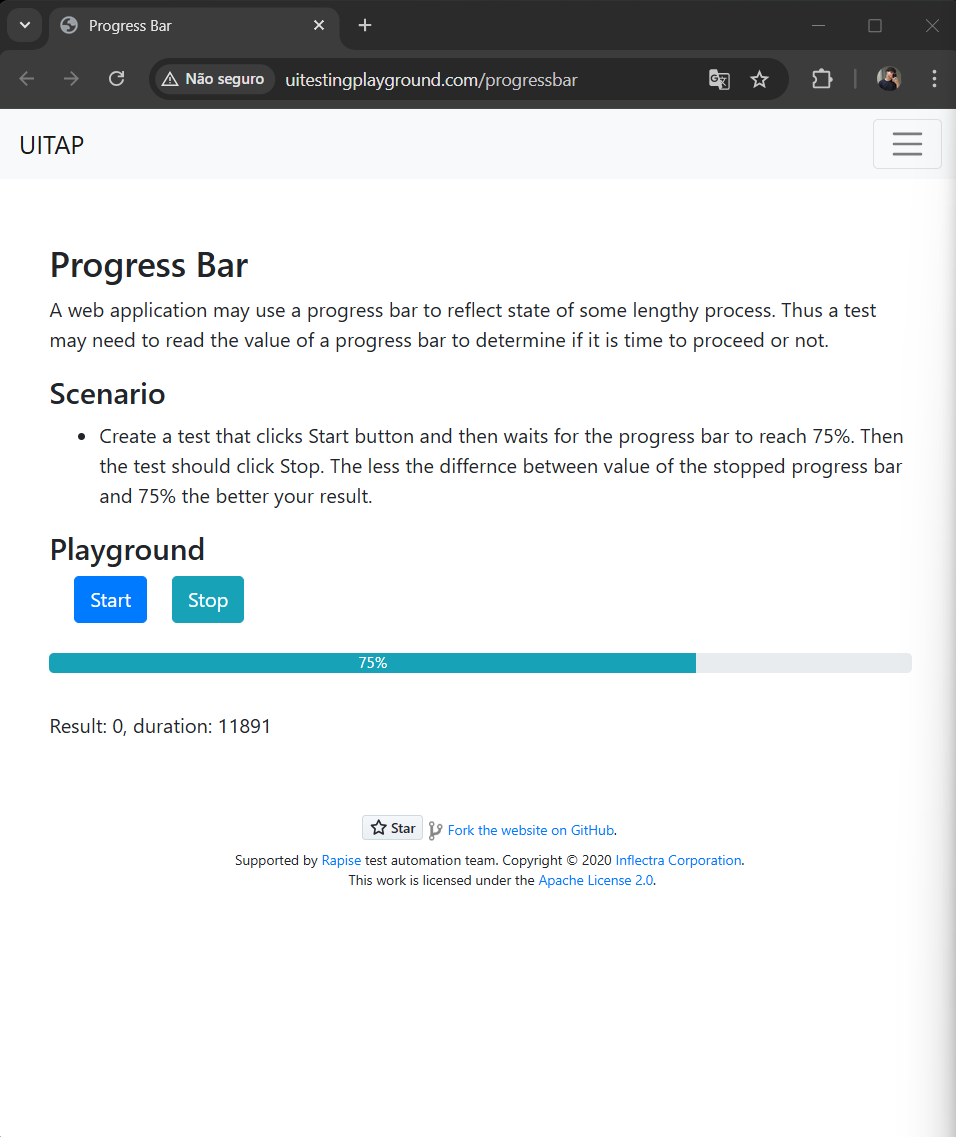 Progress Bar
Não seguro uitestingplayground.com/progressbar
UITAP
Progress Bar
A web application may use a progress bar to reflect state of some lengthy process. Thus a test
may need to read the value of a progress bar to determine if it is time to proceed or not.
Scenario
Create a test that clicks Start button and then waits for the progress bar to reach 75%. Then
the test should click Stop. The less the differnce between value of the stopped progress bar
and 75% the better your result.
Playground
Start Stop
75%
Result: 0, duration: 11891
Star Fork the website on GitHub.
Supported by Rapise test automation team. Copyright © 2020 Inflectra Corporation.
This work is licensed under the Apache License 2.0.